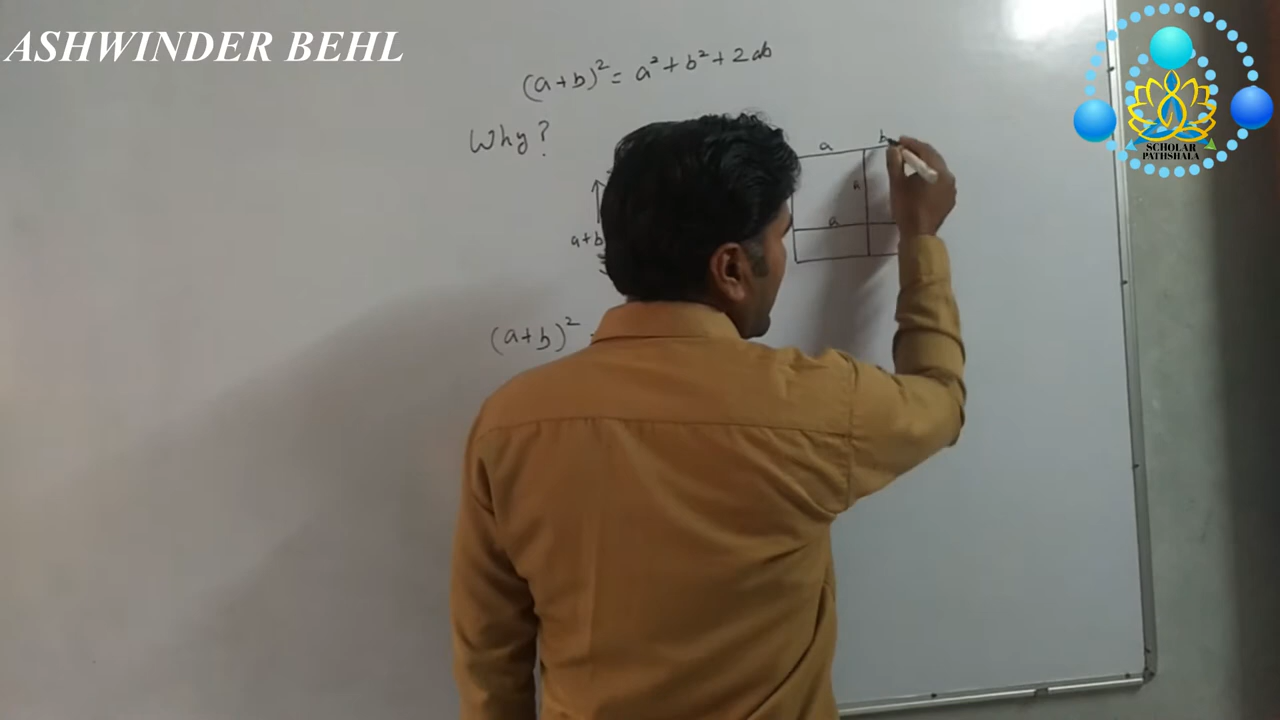 ASHWINDER BEHL
(a+b)² = a² + b² + 2ab
Why?
a b
a
a
a+b
(a+b)² =
SCHOLAR
PATHSHALA